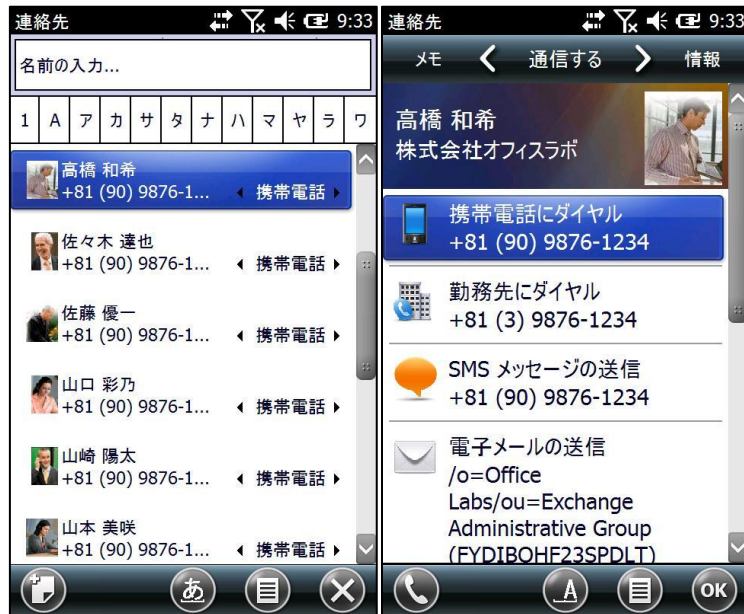 連絡先 9:33
名前の入力...
1 A ア カ サ タ ナ ハ マ ヤ ラ ワ
高橋 和希
+81 (90) 9876-1... 携帯電話
佐々木 達也
+81 (90) 9876-1... 携帯電話
佐藤 優一
+81 (90) 9876-1... 携帯電話
山口 彩乃
+81 (90) 9876-1... 携帯電話
山崎 陽太
+81 (90) 9876-1... 携帯電話
山本 美咲
+81 (90) 9876-1... 携帯電話
あ
連絡先 9:33
メモ 通信する 情報
高橋 和希
株式会社オフィスラボ
携帯電話にダイヤル
+81 (90) 9876-1234
勤務先にダイヤル
+81 (3) 9876-1234
SMS メッセージの送信
+81 (90) 9876-1234
電子メールの送信
/o=Office
Labs/ou=Exchange
Administrative Group
(FYDIBOHF23SPDLT)
A OK